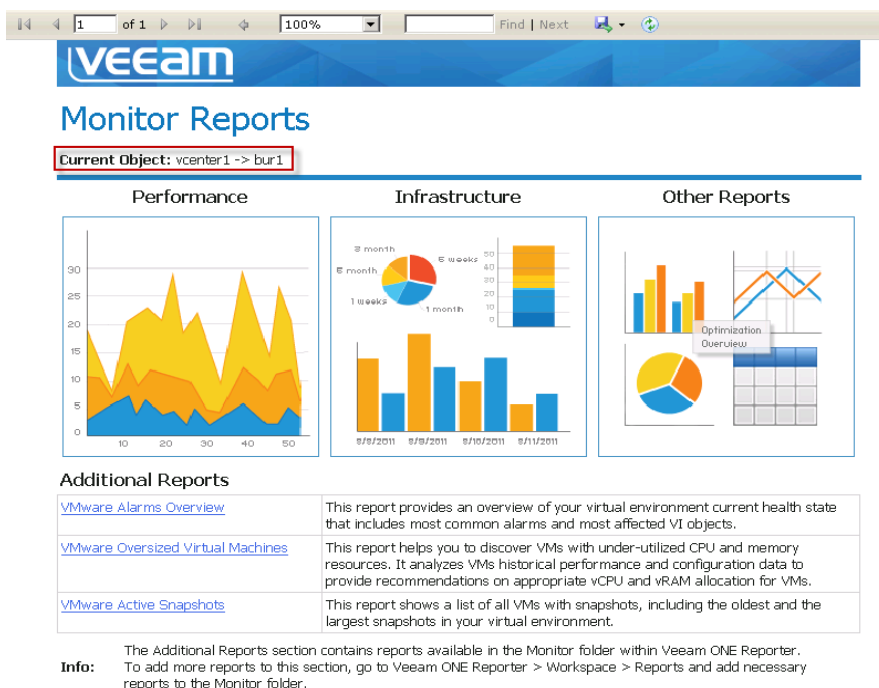 1 of 1 100% Find | Next
veeam
Monitor Reports
Current Object: vcenter1 -> bur1
Performance Infrastructure Other Reports
30
25
20
15
10
5
0
10 20 30 40 50
3 month
6 weeks
6 month
1 weeks
1 month
50
40
30
20
10
0
8/8/2011 8/9/2011 8/10/2011 8/11/2011
Optimization
Overview
Additional Reports
VMware Alarms Overview
This report provides an overview of your virtual environment current health state
that includes most common alarms and most affected VI objects.
VMware Oversized Virtual Machines
This report helps you to discover VMs with under-utilized CPU and memory
resources. It analyzes VMs historical performance and configuration data to
provide recommendations on appropriate vCPU and vRAM allocation for VMs.
VMware Active Snapshots
This report shows a list of all VMs with snapshots, including the oldest and the
largest snapshots in your virtual environment.
Info:
The Additional Reports section contains reports available in the Monitor folder within Veeam ONE Reporter.
To add more reports to this section, go to Veeam ONE Reporter > Workspace > Reports and add necessary
reports to the Monitor folder.